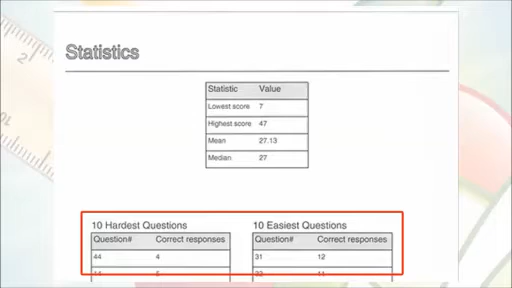 Statistics
Statistic Value
Lowest score 7
Highest score 47
Mean 27.13
Median 27
10 Hardest Questions 10 Easiest Questions
Question# Correct responses Question# Correct responses
44 4 31 12